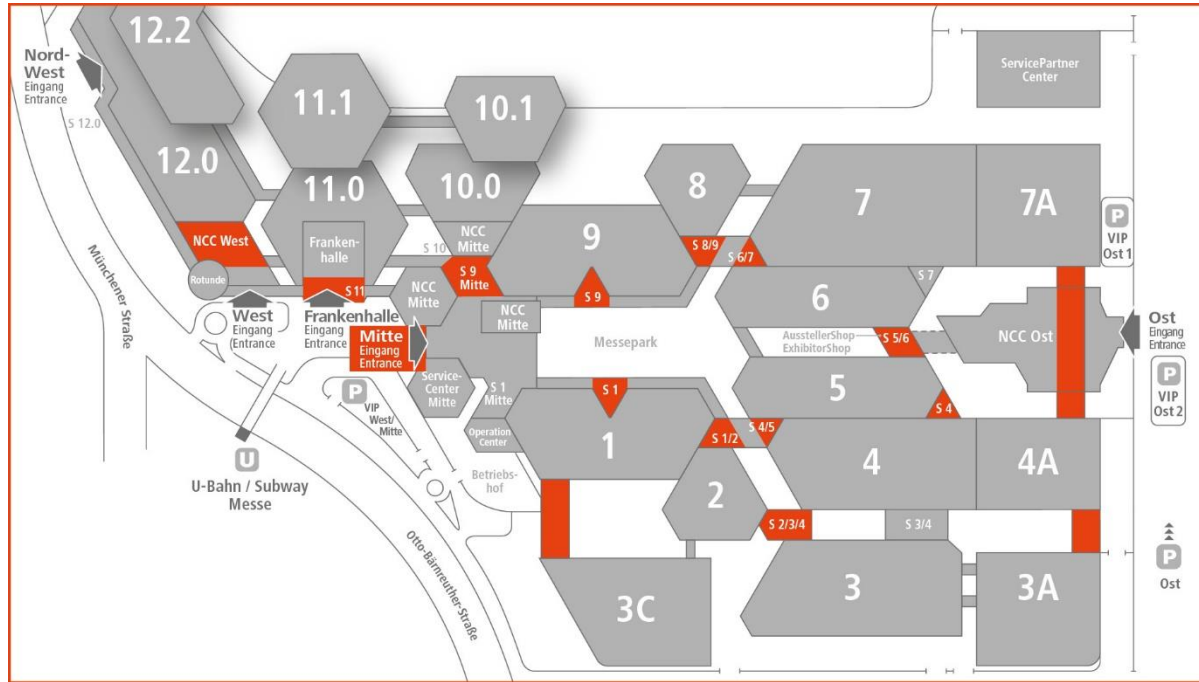 12.2
Nord-
West
Eingang
Entrance
S 12.0
12.0
11.1
10.1
ServicePartner
Center
11.0
10.0
8
7
7A
P
VIP
Ost 1
NCC West
Franken-
halle
S 10
NCC
Mitte
9
S 8/9
S 6/7
Rotunde
S 11
NCC
Mitte
S 9
Mitte
S 9
6
S 7
Münchener Straße
West
Eingang
(Entrance
Frankenhalle
Eingang
Entrance
Mitte
Eingang
Entrance
NCC
Mitte
Messepark
AusstellerShop
ExhibitorShop
S 5/6
NCC Ost
Ost
Eingang
Entrance
P
VIP
Ost 2
Service-
Center
Mitte
S 1
Mitte
S 1
5
S 4
P
VIP
West/
Mitte
Operation
Center
1
S 1/2
S 4/5
4
4A
U
U-Bahn / Subway
Messe
Betriebs-
hof
2
S 2/3/4
S 3/4
Otto-Bärnreuther-Straße
P
Ost
3C
3
3A